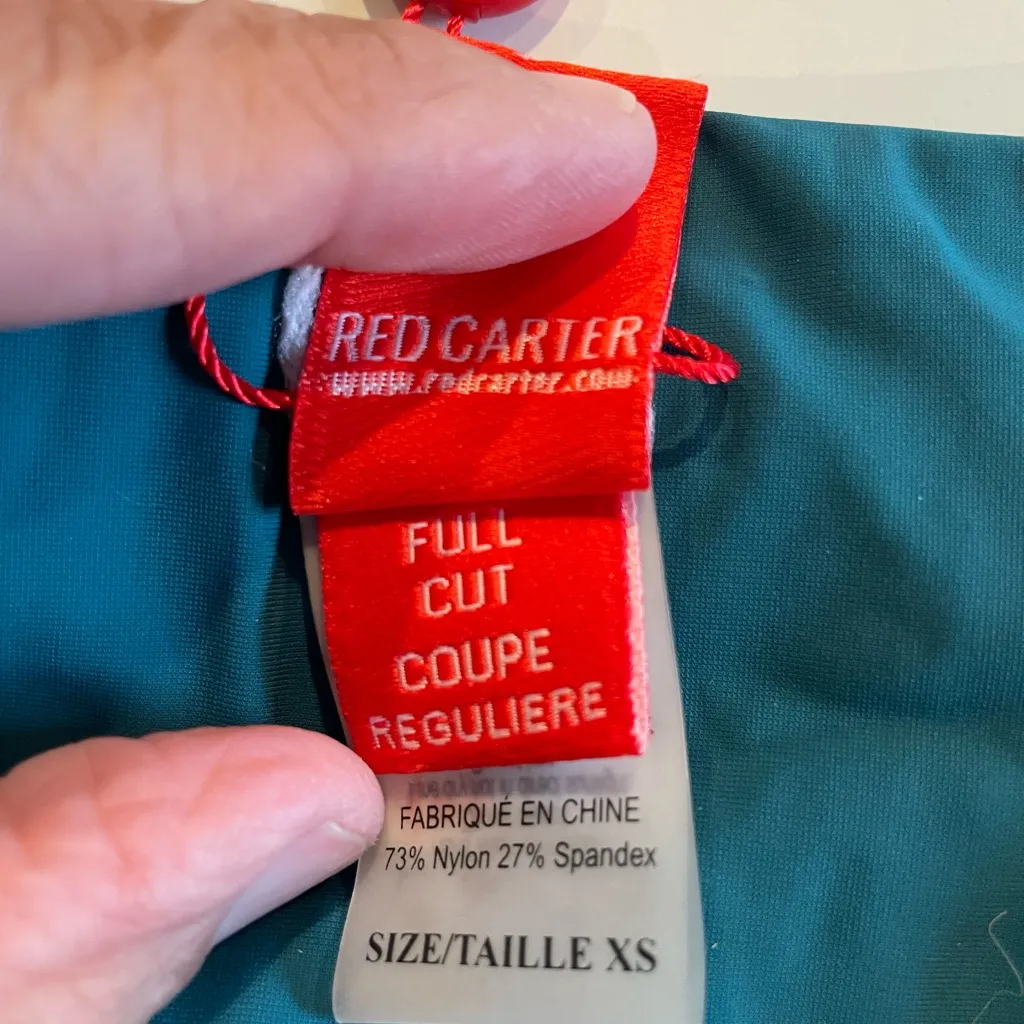 RED CARTER
www.redcarter.com
FULL
CUT
COUPE
REGULIERE
FABRIQUÉ EN CHINE
73% Nylon 27% Spandex
SIZE/TAILLE XS